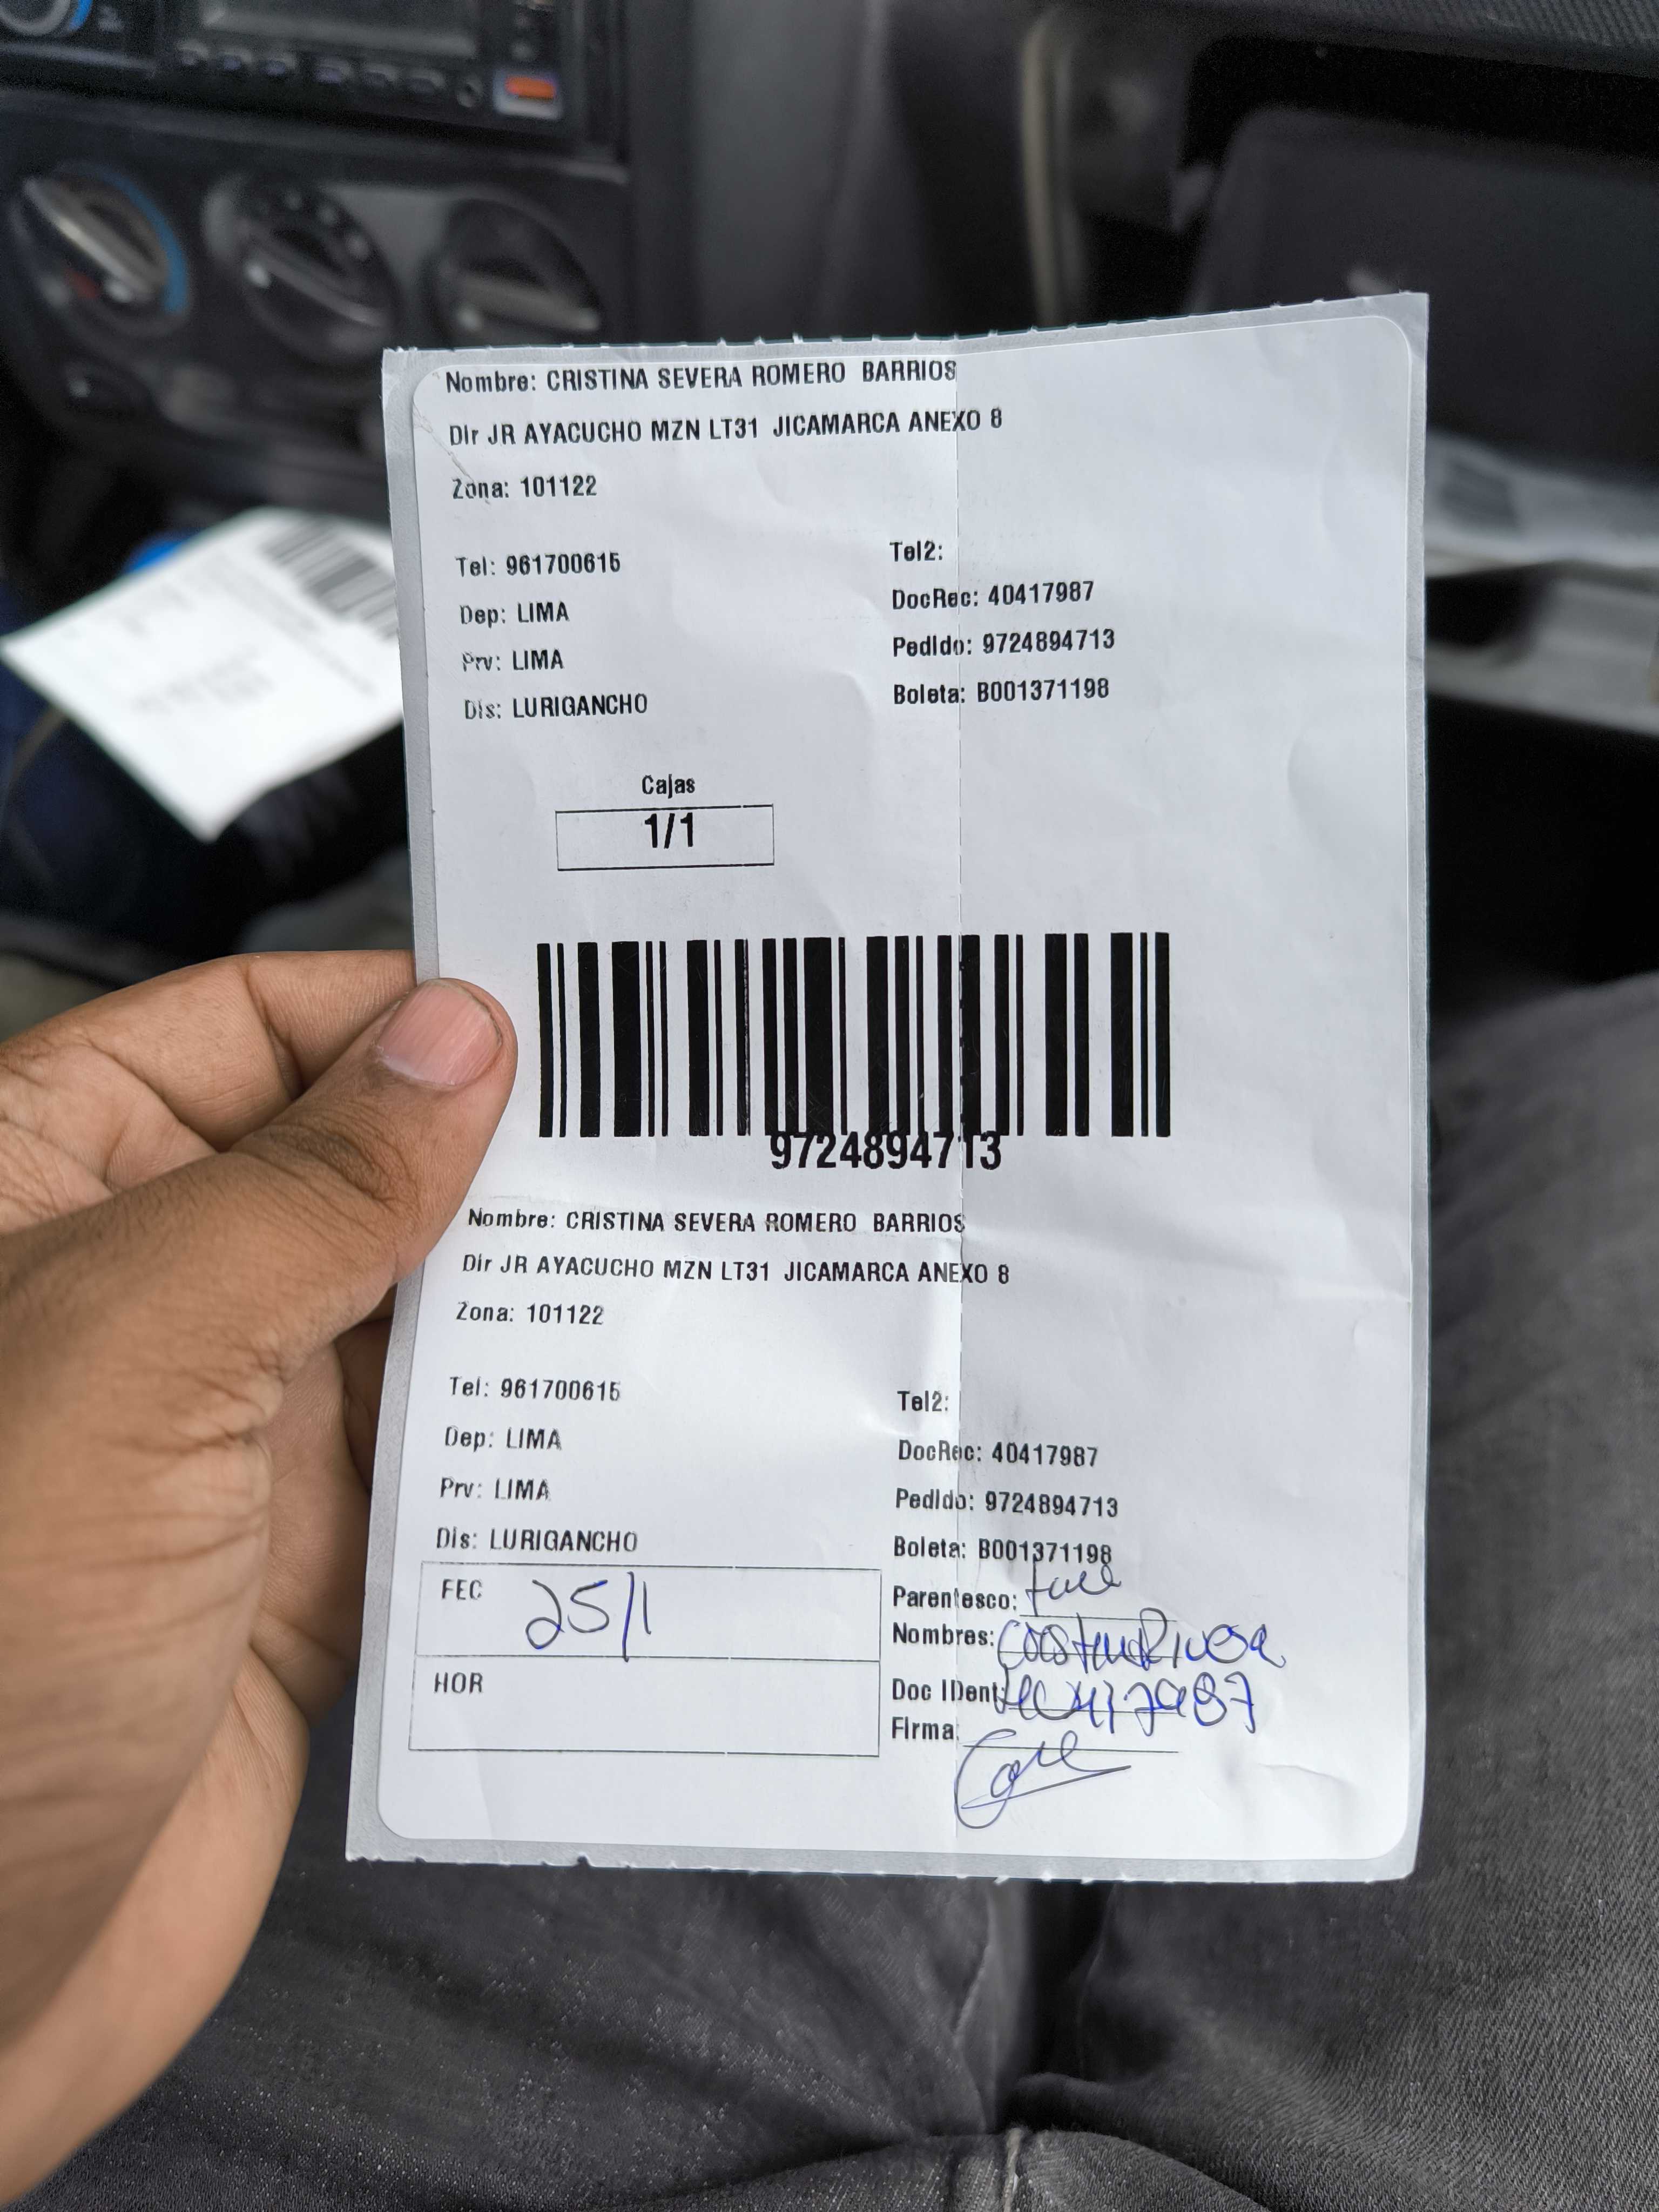 Nombre: CRISTINA SEVERA ROMERO BARRIOS
Dir JR AYACUCHO MZN LT31 JICAMARCA ANEXO 8
Zona: 101122
Tel: 961700615
Tel2:
Dep: LIMA
DocRec: 40417987
Prv: LIMA
Pedido: 9724894713
Dis: LURIGANCHO
Boleta: B001371198
Cajas
1/1
9724894713
Nombre: CRISTINA SEVERA ROMERO BARRIOS
Dir JR AYACUCHO MZN LT31 JICAMARCA ANEXO 8
Zona: 101122
Tel: 961700615
Tel2:
Dep: LIMA
DocRec: 40417987
Prv: LIMA
Pedido: 9724894713
Dis: LURIGANCHO
Boleta: B001371198
FEC 25/1
HOR
Parentesco:
Nombres:
Doc IDent: 40417987
Firma: